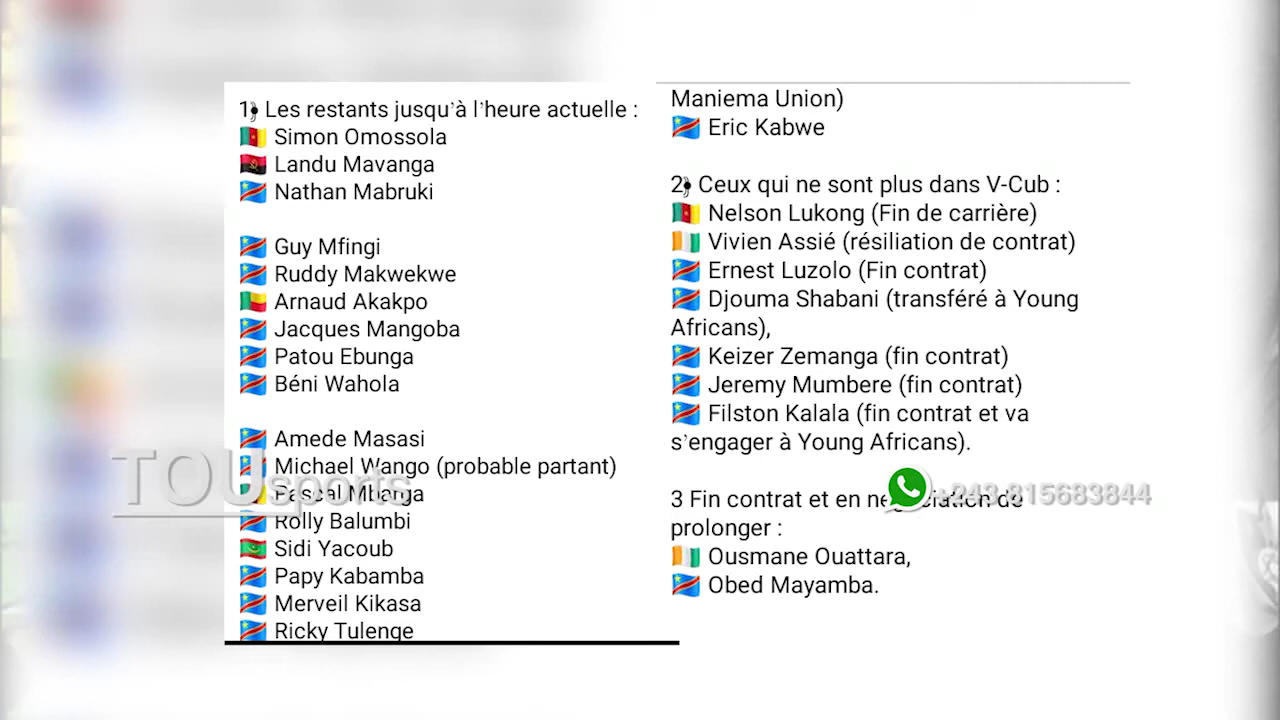 1) Les restants jusqu’à l’heure actuelle :
Simon Omossola
Landu Mavanga
Nathan Mabruki
Guy Mfingi
Ruddy Makwekwe
Arnaud Akakpo
Jacques Mangoba
Patou Ebunga
Béni Wahola
Amede Masasi
Michael Wango (probable partant)
Pascal Mbarga
Rolly Balumbi
Sidi Yacoub
Papy Kabamba
Merveil Kikasa
Ricky Tulenge
Maniema Union)
Eric Kabwe
2) Ceux qui ne sont plus dans V-Cub :
Nelson Lukong (Fin de carrière)
Vivien Assié (résiliation de contrat)
Ernest Luzolo (Fin contrat)
Djouma Shabani (transféré à Young
Africans),
Keizer Zemanga (fin contrat)
Jeremy Mumbere (fin contrat)
Filston Kalala (fin contrat et va
s’engager à Young Africans).
3 Fin contrat et en négociation de
prolonger :
Ousmane Ouattara,
Obed Mayamba.
TOUsports
+243 815683844